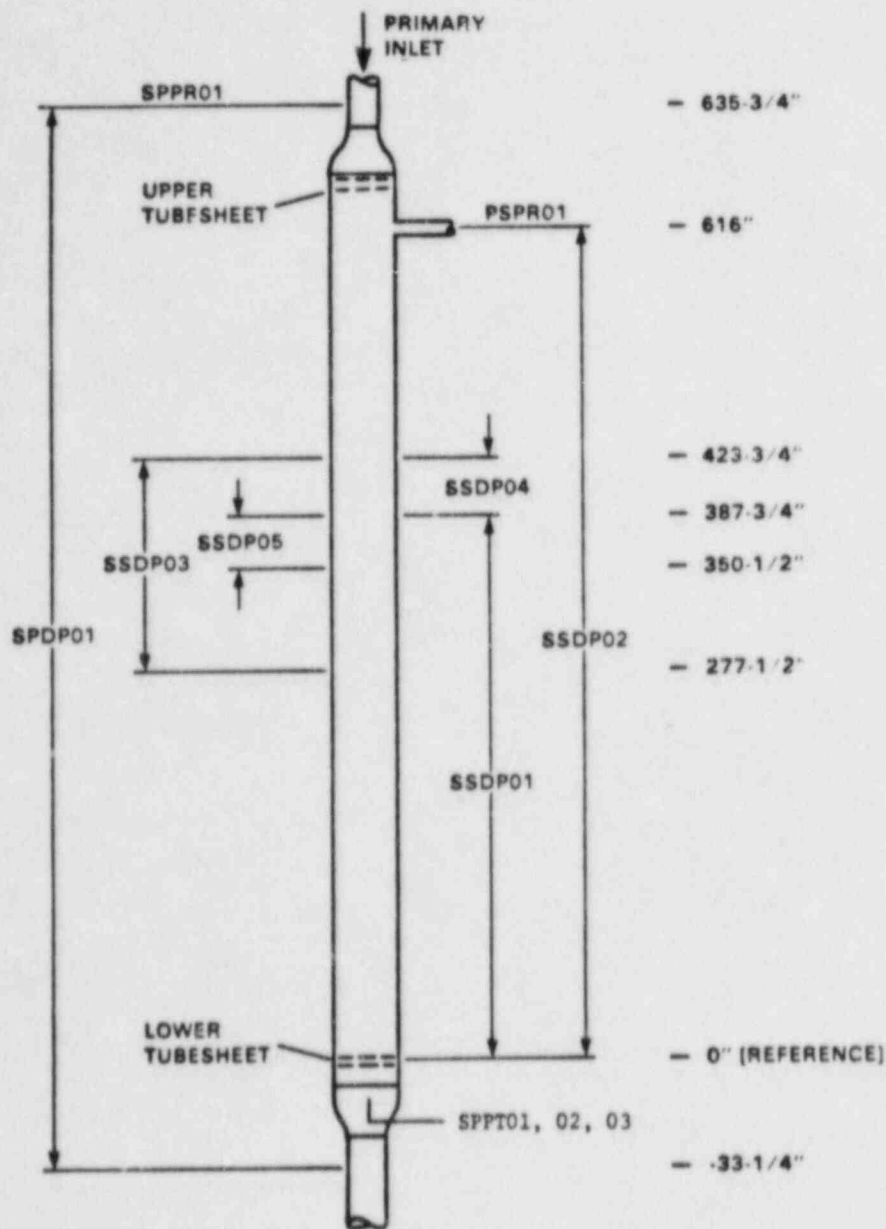 PRIMARY
INLET
SPPR01
635-3/4"
UPPER
TUBESHEET
PSPR01
616"
423-3/4"
SSDP04
387-3/4"
SSDP05
SSDP03
350-1/2"
SPDP01
SSDP02
277-1/2"
SSDP01
LOWER
TUBESHEET
0" [REFERENCE]
SPPT01, 02, 03
-33-1/4"